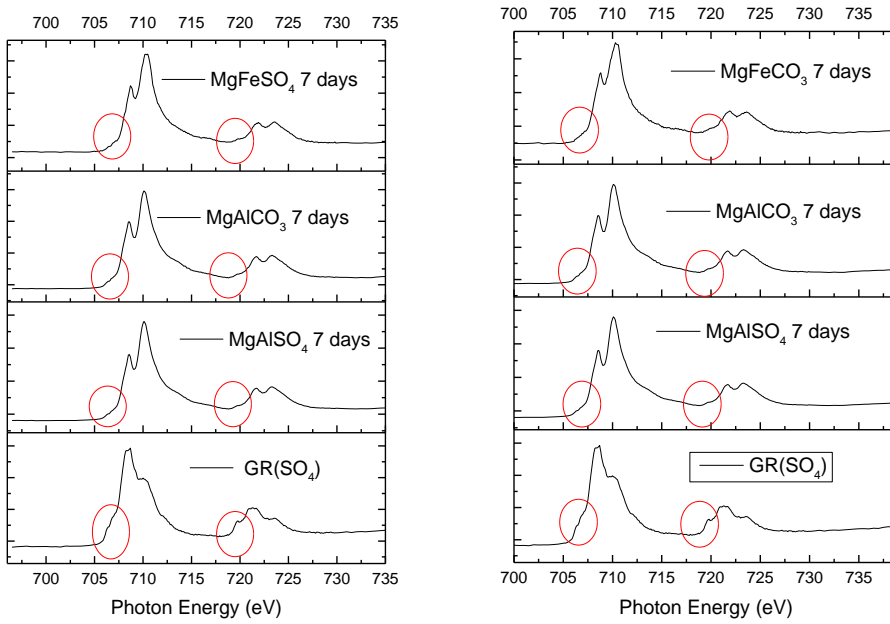 700 705 710 715 720 725 730 735
MgFeSO₄ 7 days
MgAlCO₃ 7 days
MgAlSO₄ 7 days
GR(SO₄)
700 705 710 715 720 725 730 735
Photon Energy (eV)
700 705 710 715 720 725 730 735
MgFeCO₃ 7 days
MgAlCO₃ 7 days
MgAlSO₄ 7 days
GR(SO₄)
700 705 710 715 720 725 730 735
Photon Energy (eV)